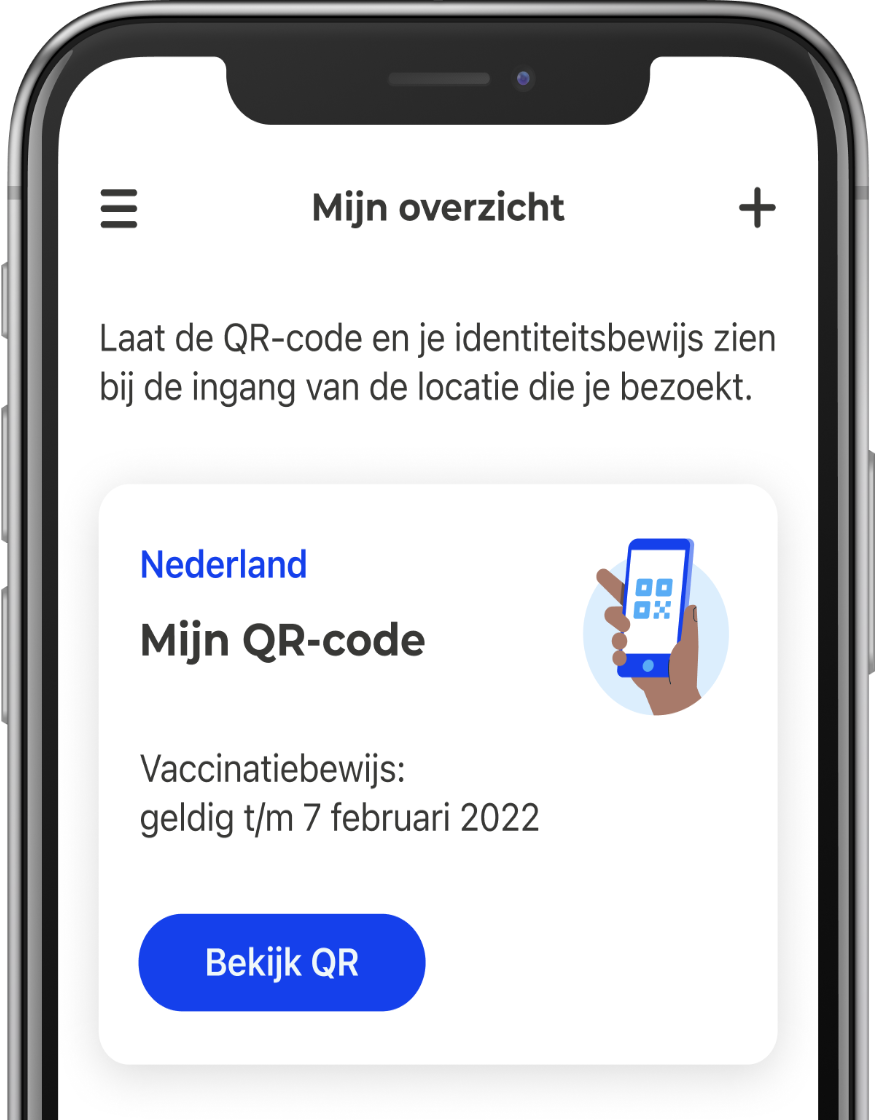 Mijn overzicht
Laat de QR-code en je identiteitsbewijs zien
bij de ingang van de locatie die je bezoekt.
Nederland
Mijn QR-code
Vaccinatiebewijs:
geldig t/m 7 februari 2022
Bekijk QR